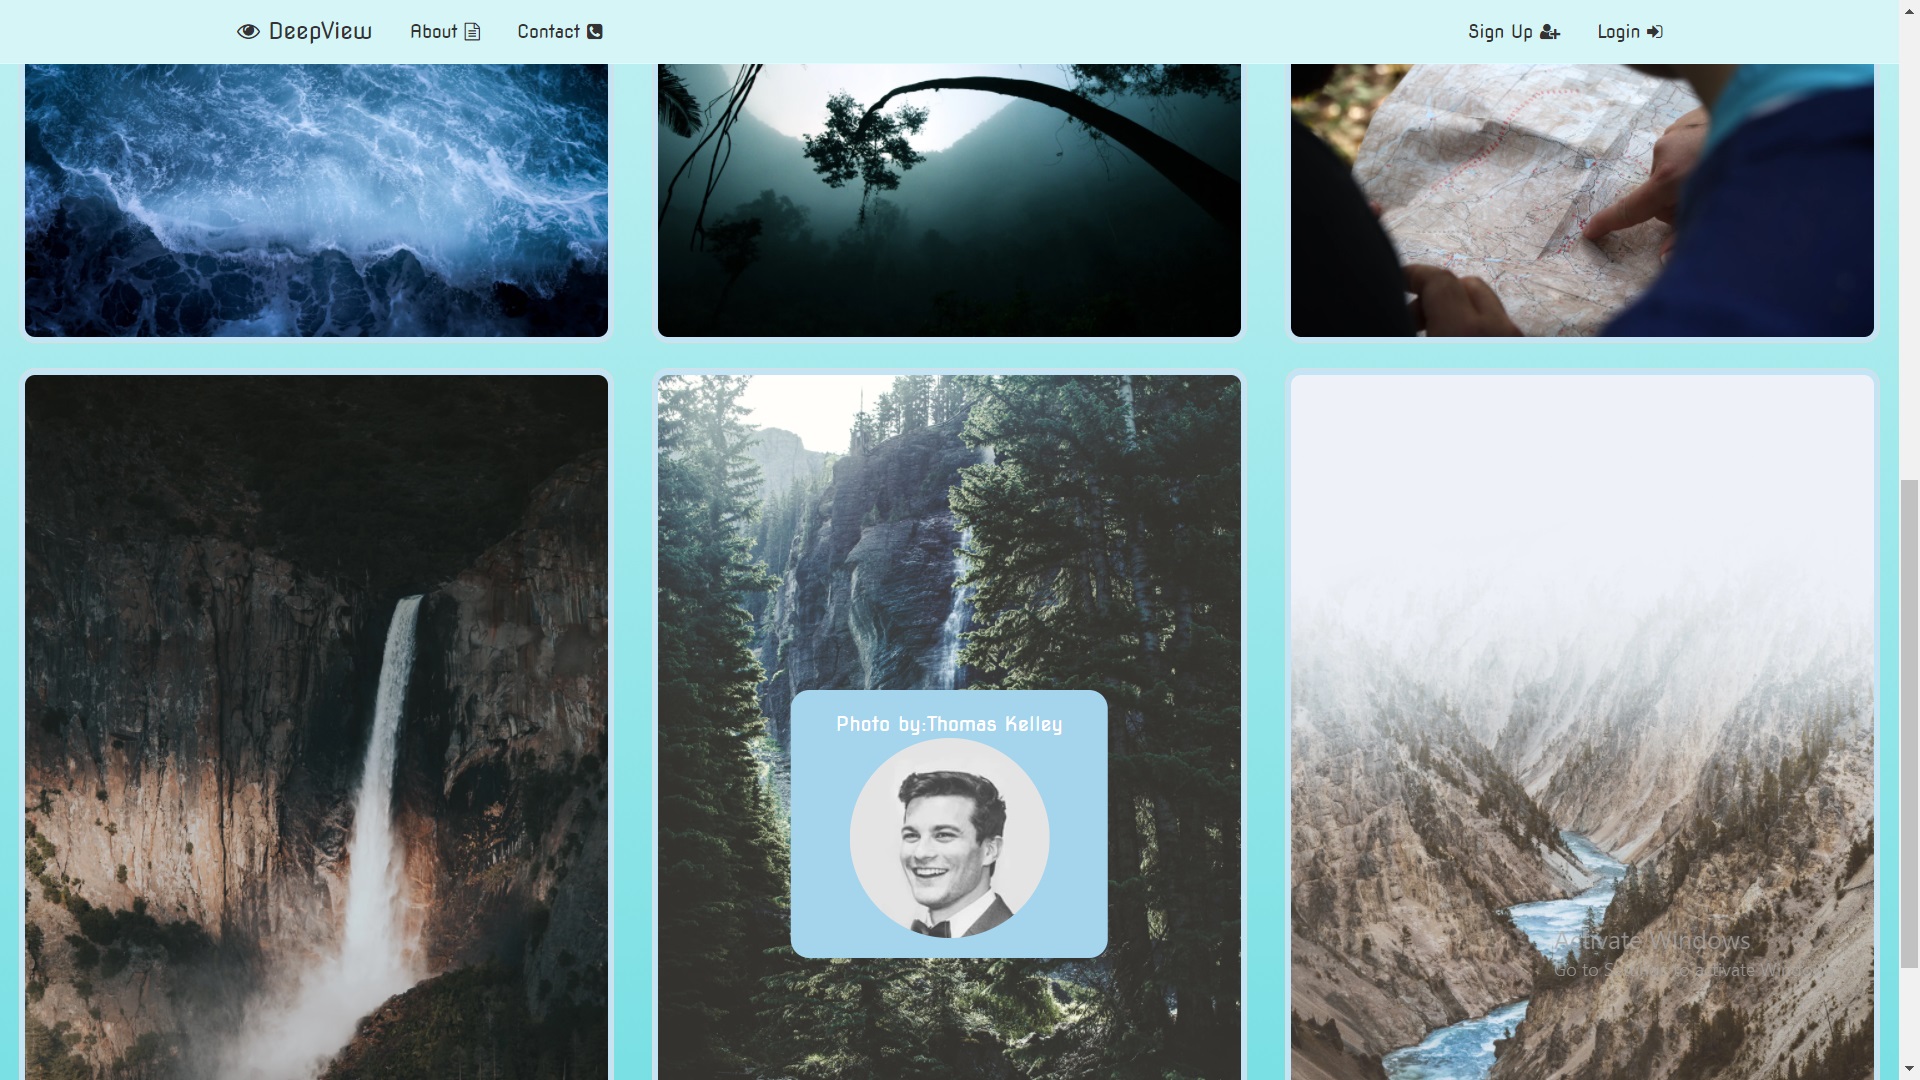 DeepView About Contact Sign Up Login
Photo by:Thomas Kelley
Activate Windows
Go to Settings to activate Windows.